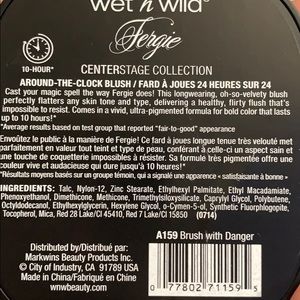 wet n wild®
Fergie
10-HOUR*
CENTERSTAGE COLLECTION
AROUND-THE-CLOCK BLUSH / FARD À JOUES 24 HEURES SUR 24
Cast your magic spell the way Fergie does! This longwearing, oh-so-velvety blush
perfectly flatters any skin tone and type, delivering a healthy, flirty flush that's
impossible to resist. Comes in a vivid, ultra-pigmented formula for bold color that lasts
up to 10 hours!*
*Average results based on test group that reported "fair-to-good" appearance
Envoûtez le public à la manière de Fergie! Ce fard à joues longue tenue très velouté met
parfaitement en valeur tout teint et type de peau, conférant à celle-ci un aspect sain et
une touche de coquetterie impossibles à résister. La formule très pigmentée offre une
couleur vive et audacieuse qui dure jusqu'à 10 heures!*
*Résultats moyens basés sur un groupe témoin, qui a signalé une apparence « satisfaisante à bonne »
INGREDIENTS: Talc, Nylon-12, Zinc Stearate, Ethylhexyl Palmitate, Ethyl Macadamiate,
Phenoxyethanol, Dimethicone, Methicone, Trimethylsiloxysilicate, Caprylyl Glycol, Polybutene,
Octyldodecanol, Ethylhexylglycerin, Hexylene Glycol, o-Cymen-5-ol, Synthetic Fluorphlogopite,
Tocopherol, Mica, Red 28 Lake/CI 45410, Red 7 Lake/CI 15850 (0714)
A159 Brush with Danger
Distributed by/Distribué par:
Markwins Beauty Products Inc.
© City of Industry, CA 91789 USA
Made in China/Fabriqué en Chine
wnwbeauty.com
0 77802 71159 5